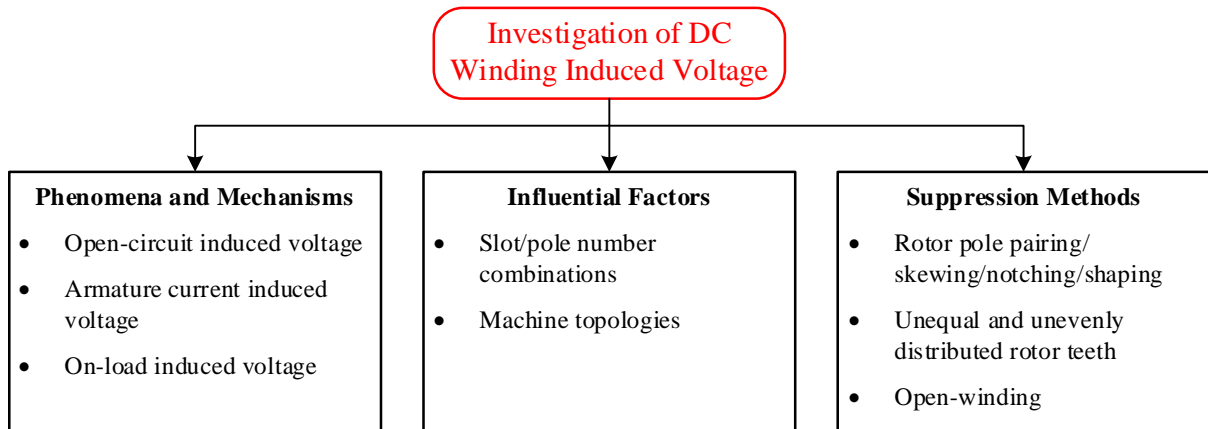 Investigation of DC
Winding Induced Voltage
Phenomena and Mechanisms
• Open-circuit induced voltage
• Armature current induced
voltage
• On-load induced voltage
Influential Factors
• Slot/pole number
combinations
• Machine topologies
Suppression Methods
• Rotor pole pairing/
skewing/notching/shaping
• Unequal and unevenly
distributed rotor teeth
• Open-winding